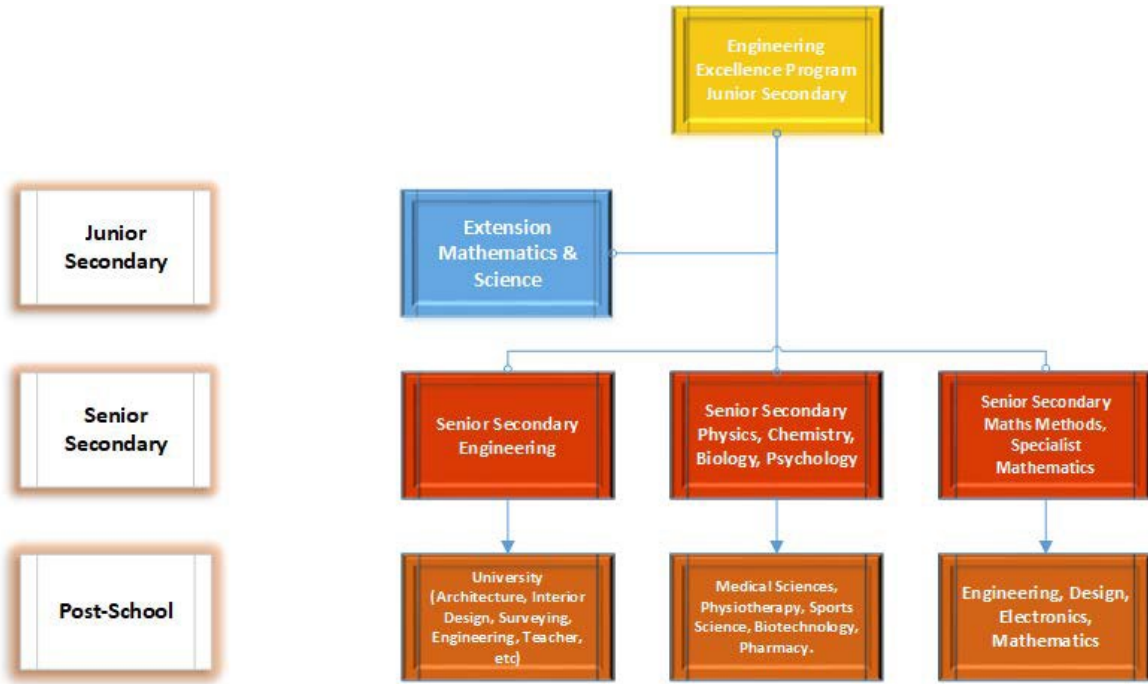 Engineering
Excellence Program
Junior Secondary
Junior
Secondary
Extension
Mathematics &
Science
Senior
Secondary
Senior Secondary
Engineering
Senior Secondary
Physics, Chemistry,
Biology, Psychology
Senior Secondary
Maths Methods,
Specialist
Mathematics
Post-School
University
(Architecture, Interior
Design, Surveying,
Engineering, Teacher,
etc)
Medical Sciences,
Physiotherapy, Sports
Science, Biotechnology,
Pharmacy.
Engineering, Design,
Electronics,
Mathematics